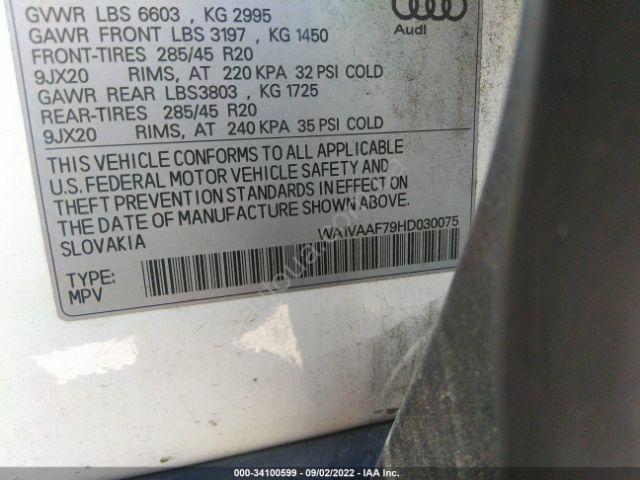 GVWR LBS 6603 , KG 2995
GAWR FRONT LBS 3197 , KG 1450
FRONT-TIRES 285/45 R20
9JX20 RIMS, AT 220 KPA 32 PSI COLD
GAWR REAR LBS3803 , KG 1725
REAR-TIRES 285/45 R20
9JX20 RIMS, AT 240 KPA 35 PSI COLD
Audi
THIS VEHICLE CONFORMS TO ALL APPLICABLE
U.S. FEDERAL MOTOR VEHICLE SAFETY AND
THEFT PREVENTION STANDARDS IN EFFECT ON
THE DATE OF MANUFACTURE SHOWN ABOVE.
SLOVAKIA
WA1VAAF79HD030075
TYPE:
MPV
000-34100599 - 09/02/2022 - IAA Inc.